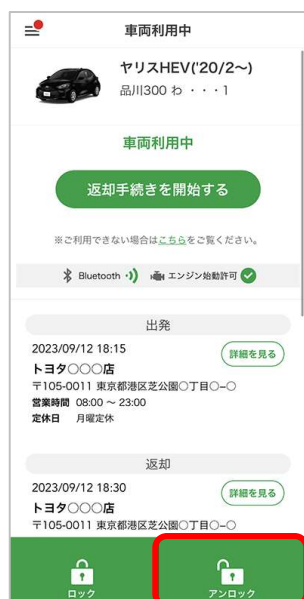 車両利用中
ヤリスHEV('20/2~)
品川300 わ ・・・1
車両利用中
返却手続きを開始する
※ご利用できない場合はこちらをご覧ください。
Bluetooth エンジン始動許可
出発
2023/09/12 18:15
詳細を見る
トヨタ○○○店
〒105-0011 東京都港区芝公園○丁目○-○
営業時間 08:00 ~ 23:00
定休日 月曜定休
返却
2023/09/12 18:30
詳細を見る
トヨタ○○○店
〒105-0011 東京都港区芝公園○丁目○-○
ロック アンロック